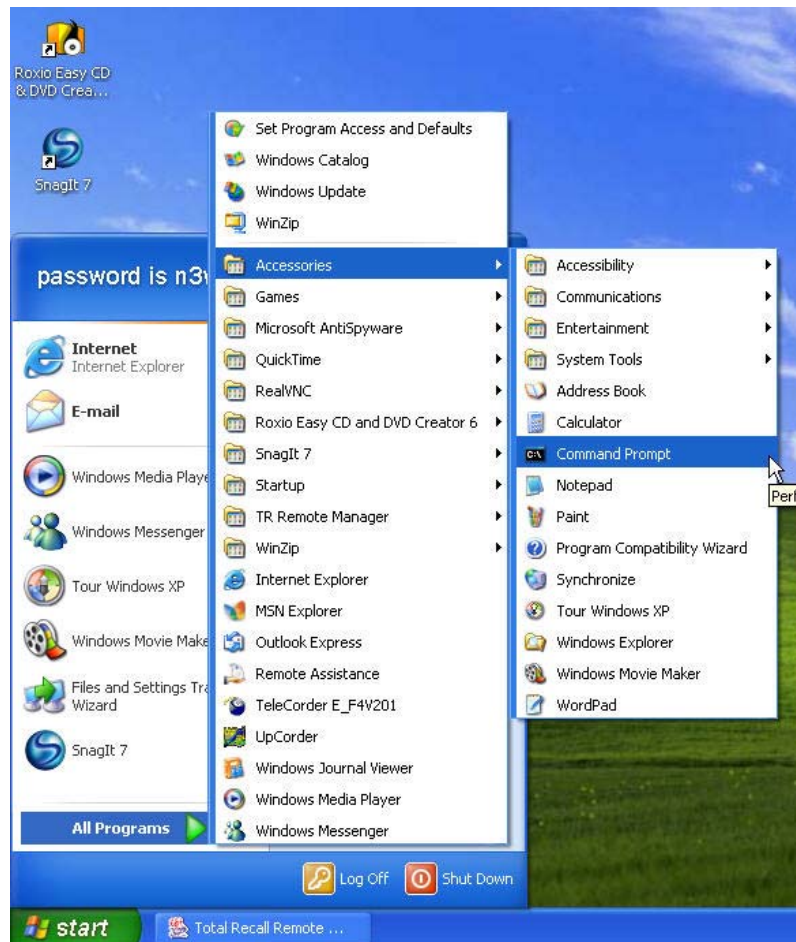 Roxio Easy CD
& DVD Crea...
SnagIt 7
password is n3
Internet
Internet Explorer
E-mail
Windows Media Playe
Windows Messenger
Tour Windows XP
Windows Movie Make
Files and Settings Tra
Wizard
SnagIt 7
All Programs
Set Program Access and Defaults
Windows Catalog
Windows Update
WinZip
Accessories
Games
Microsoft AntiSpyware
QuickTime
RealVNC
Roxio Easy CD and DVD Creator 6
SnagIt 7
Startup
TR Remote Manager
WinZip
Internet Explorer
MSN Explorer
Outlook Express
Remote Assistance
TeleCorder E_F4V201
UpCorder
Windows Journal Viewer
Windows Media Player
Windows Messenger
Accessibility
Communications
Entertainment
System Tools
Address Book
Calculator
Command Prompt
Notepad
Paint
Program Compatibility Wizard
Synchronize
Tour Windows XP
Windows Explorer
Windows Movie Maker
WordPad
Perf
Log Off
Shut Down
start
Total Recall Remote ...